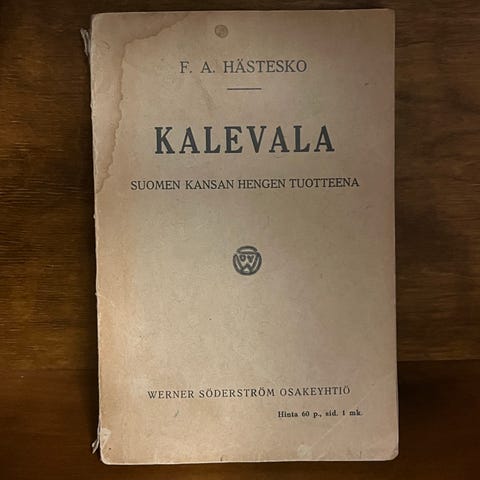 F. A. HÄSTESKO
KALEVALA
SUOMEN KANSAN HENGEN TUOTTEENA
WERNER SÖDERSTRÖM OSAKEYHTIÖ
Hinta 60 p., sid. 1 mk.